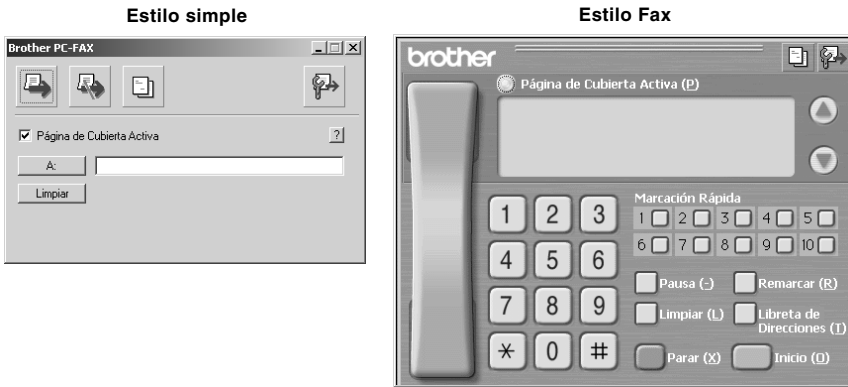 Estilo simple
Brother PC-FAX
Página de Cubierta Activa
?
A:
Limpiar
Estilo Fax
brother
Página de Cubierta Activa (P)
Marcación Rápida
1 2 3 4 5
6 7 8 9 10
1 2 3
4 5 6
7 8 9
* 0 #
Pausa (-) Remarcar (R)
Limpiar (L) Libreta de
Direcciones (T)
Parar (X) Inicio (O)